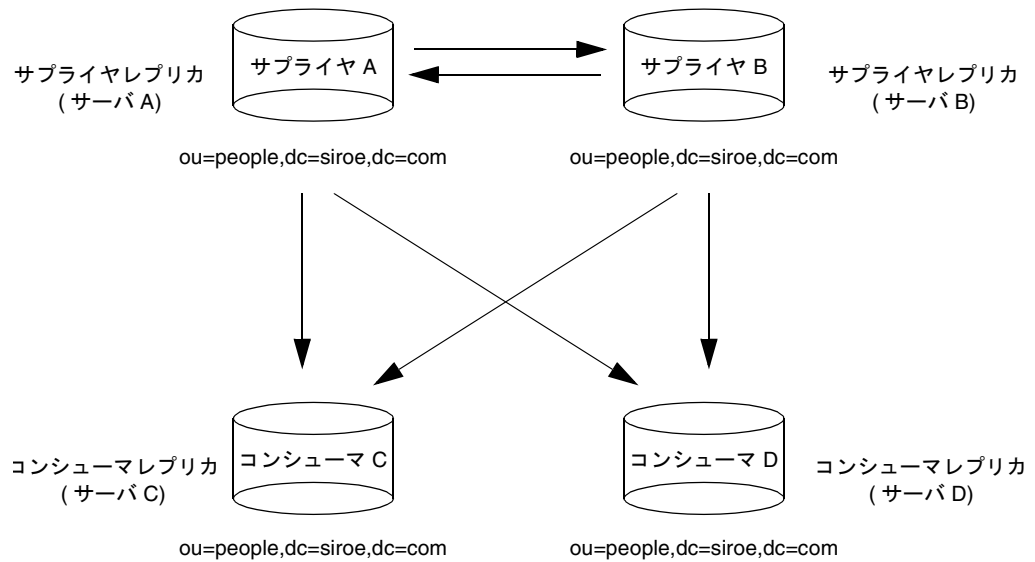 サプライヤレプリカ
( サーバ A)
サプライヤ A
サプライヤ B
サプライヤレプリカ
( サーバ B)
ou=people,dc=siroe,dc=com
ou=people,dc=siroe,dc=com
コンシューマレプリカ
( サーバ C)
コンシューマ C
コンシューマ D
コンシューマレプリカ
( サーバ D)
ou=people,dc=siroe,dc=com
ou=people,dc=siroe,dc=com